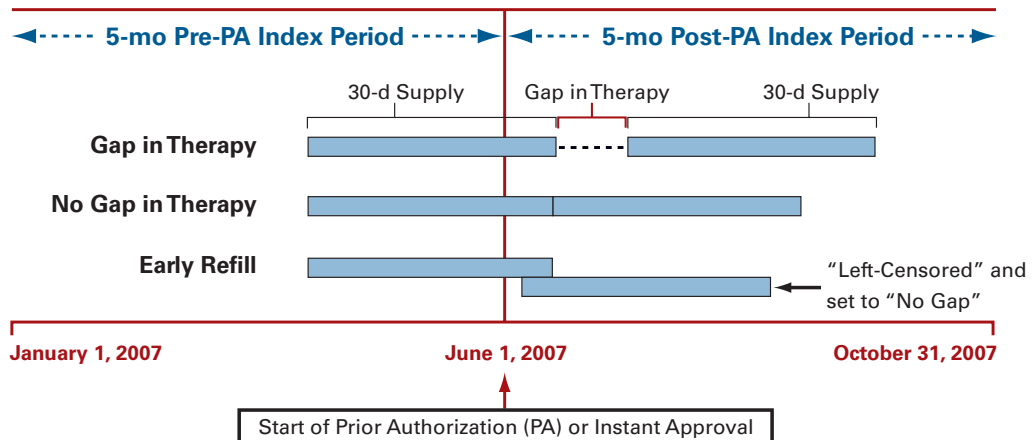 5-mo Pre-PA Index Period
5-mo Post-PA Index Period
30-d Supply
Gap in Therapy
30-d Supply
Gap in Therapy
No Gap in Therapy
Early Refill
“Left-Censored” and
set to “No Gap”
January 1, 2007
June 1, 2007
October 31, 2007
Start of Prior Authorization (PA) or Instant Approval